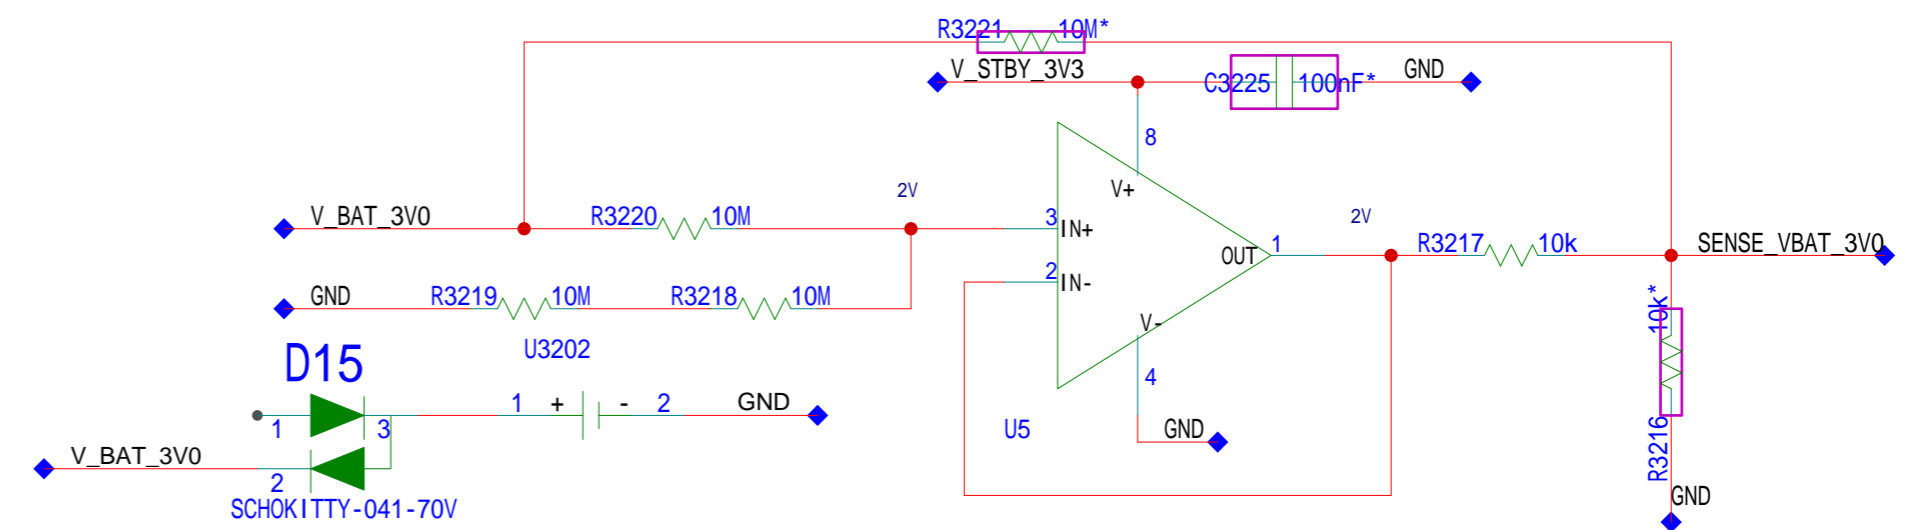 R3221 10M*
V_STBY_3V3
C3225 100nF* GND
8
V+
2V
V_BAT_3V0 R3220 10M
3 IN+
2V
OUT 1
R3217 10k SENSE_VBAT_3V0
2 IN-
GND R3219 10M R3218 10M
V-
10k*
U3202
D15
4
1 + - 2 GND
1
3
U5
GND
R3216
V_BAT_3V0
2
GND
SCHOKITTY-041-70V